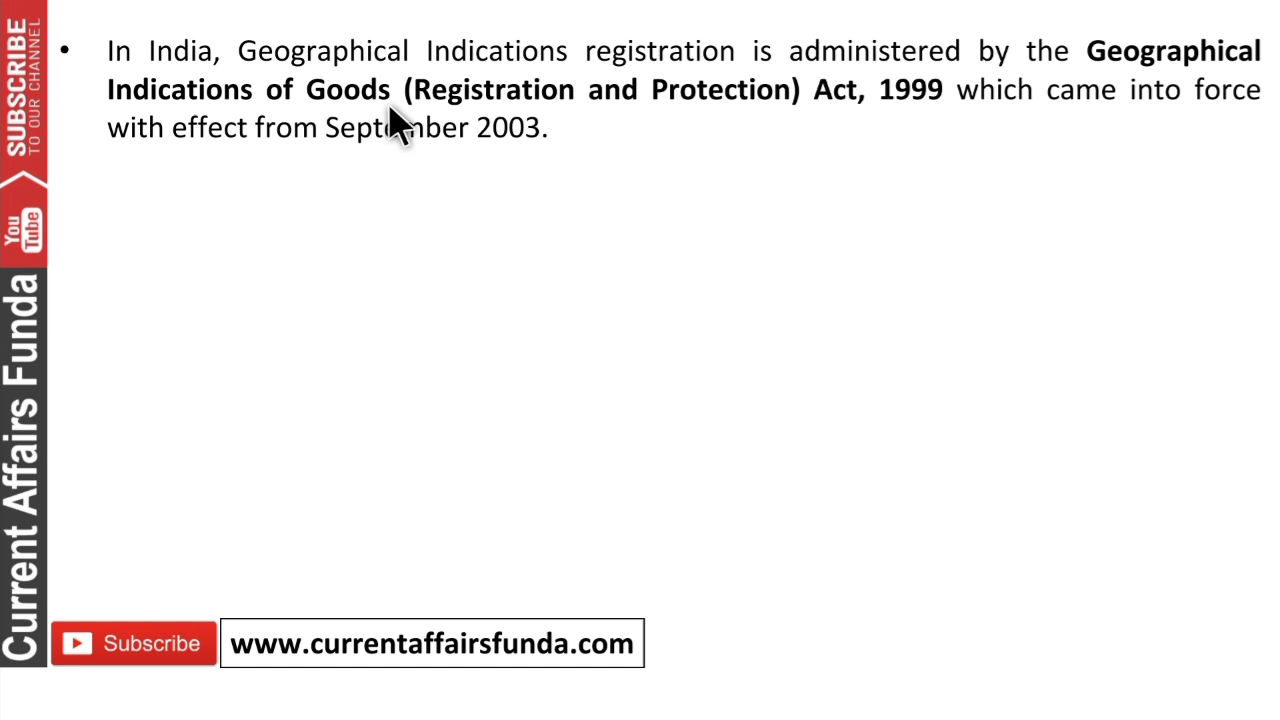 • In India, Geographical Indications registration is administered by the Geographical
Indications of Goods (Registration and Protection) Act, 1999 which came into force
with effect from September 2003.
SUBSCRIBE
TO OUR CHANNEL
You
Tube
Current Affairs Funda
Subscribe
www.currentaffairsfunda.com